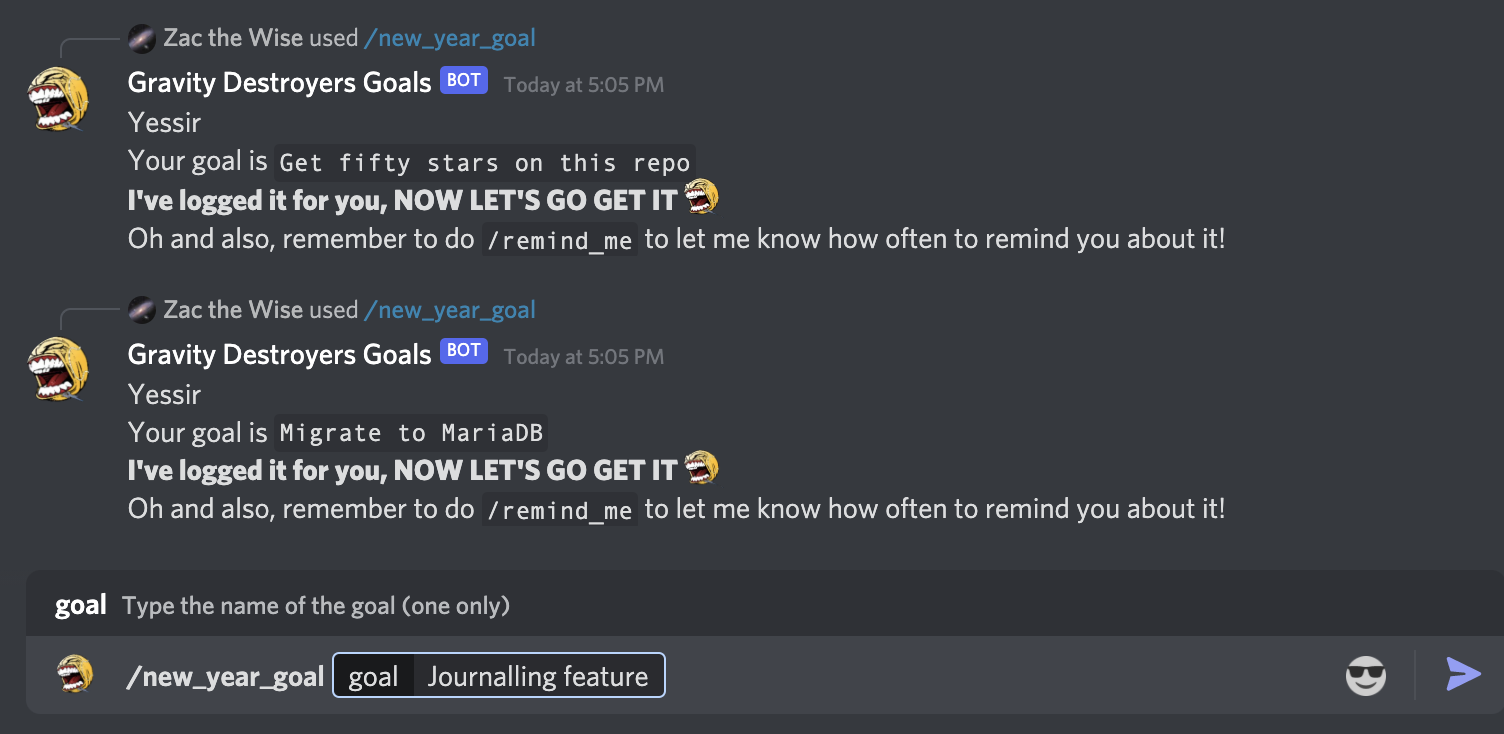 Zac the Wise used /new_year_goal
Gravity Destroyers Goals BOT Today at 5:05 PM
Yessir
Your goal is Get fifty stars on this repo
I've logged it for you, NOW LET'S GO GET IT
Oh and also, remember to do /remind_me to let me know how often to remind you about it!
Zac the Wise used /new_year_goal
Gravity Destroyers Goals BOT Today at 5:05 PM
Yessir
Your goal is Migrate to MariaDB
I've logged it for you, NOW LET'S GO GET IT
Oh and also, remember to do /remind_me to let me know how often to remind you about it!
goal Type the name of the goal (one only)
/new_year_goal goal Journalling feature